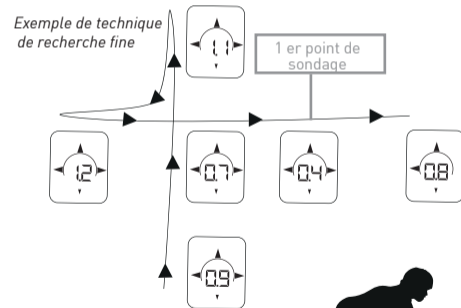 Exemple de technique
de recherche fine
1.1
1 er point de
sondage
1.2
0.7
0.4
0.8
0.9